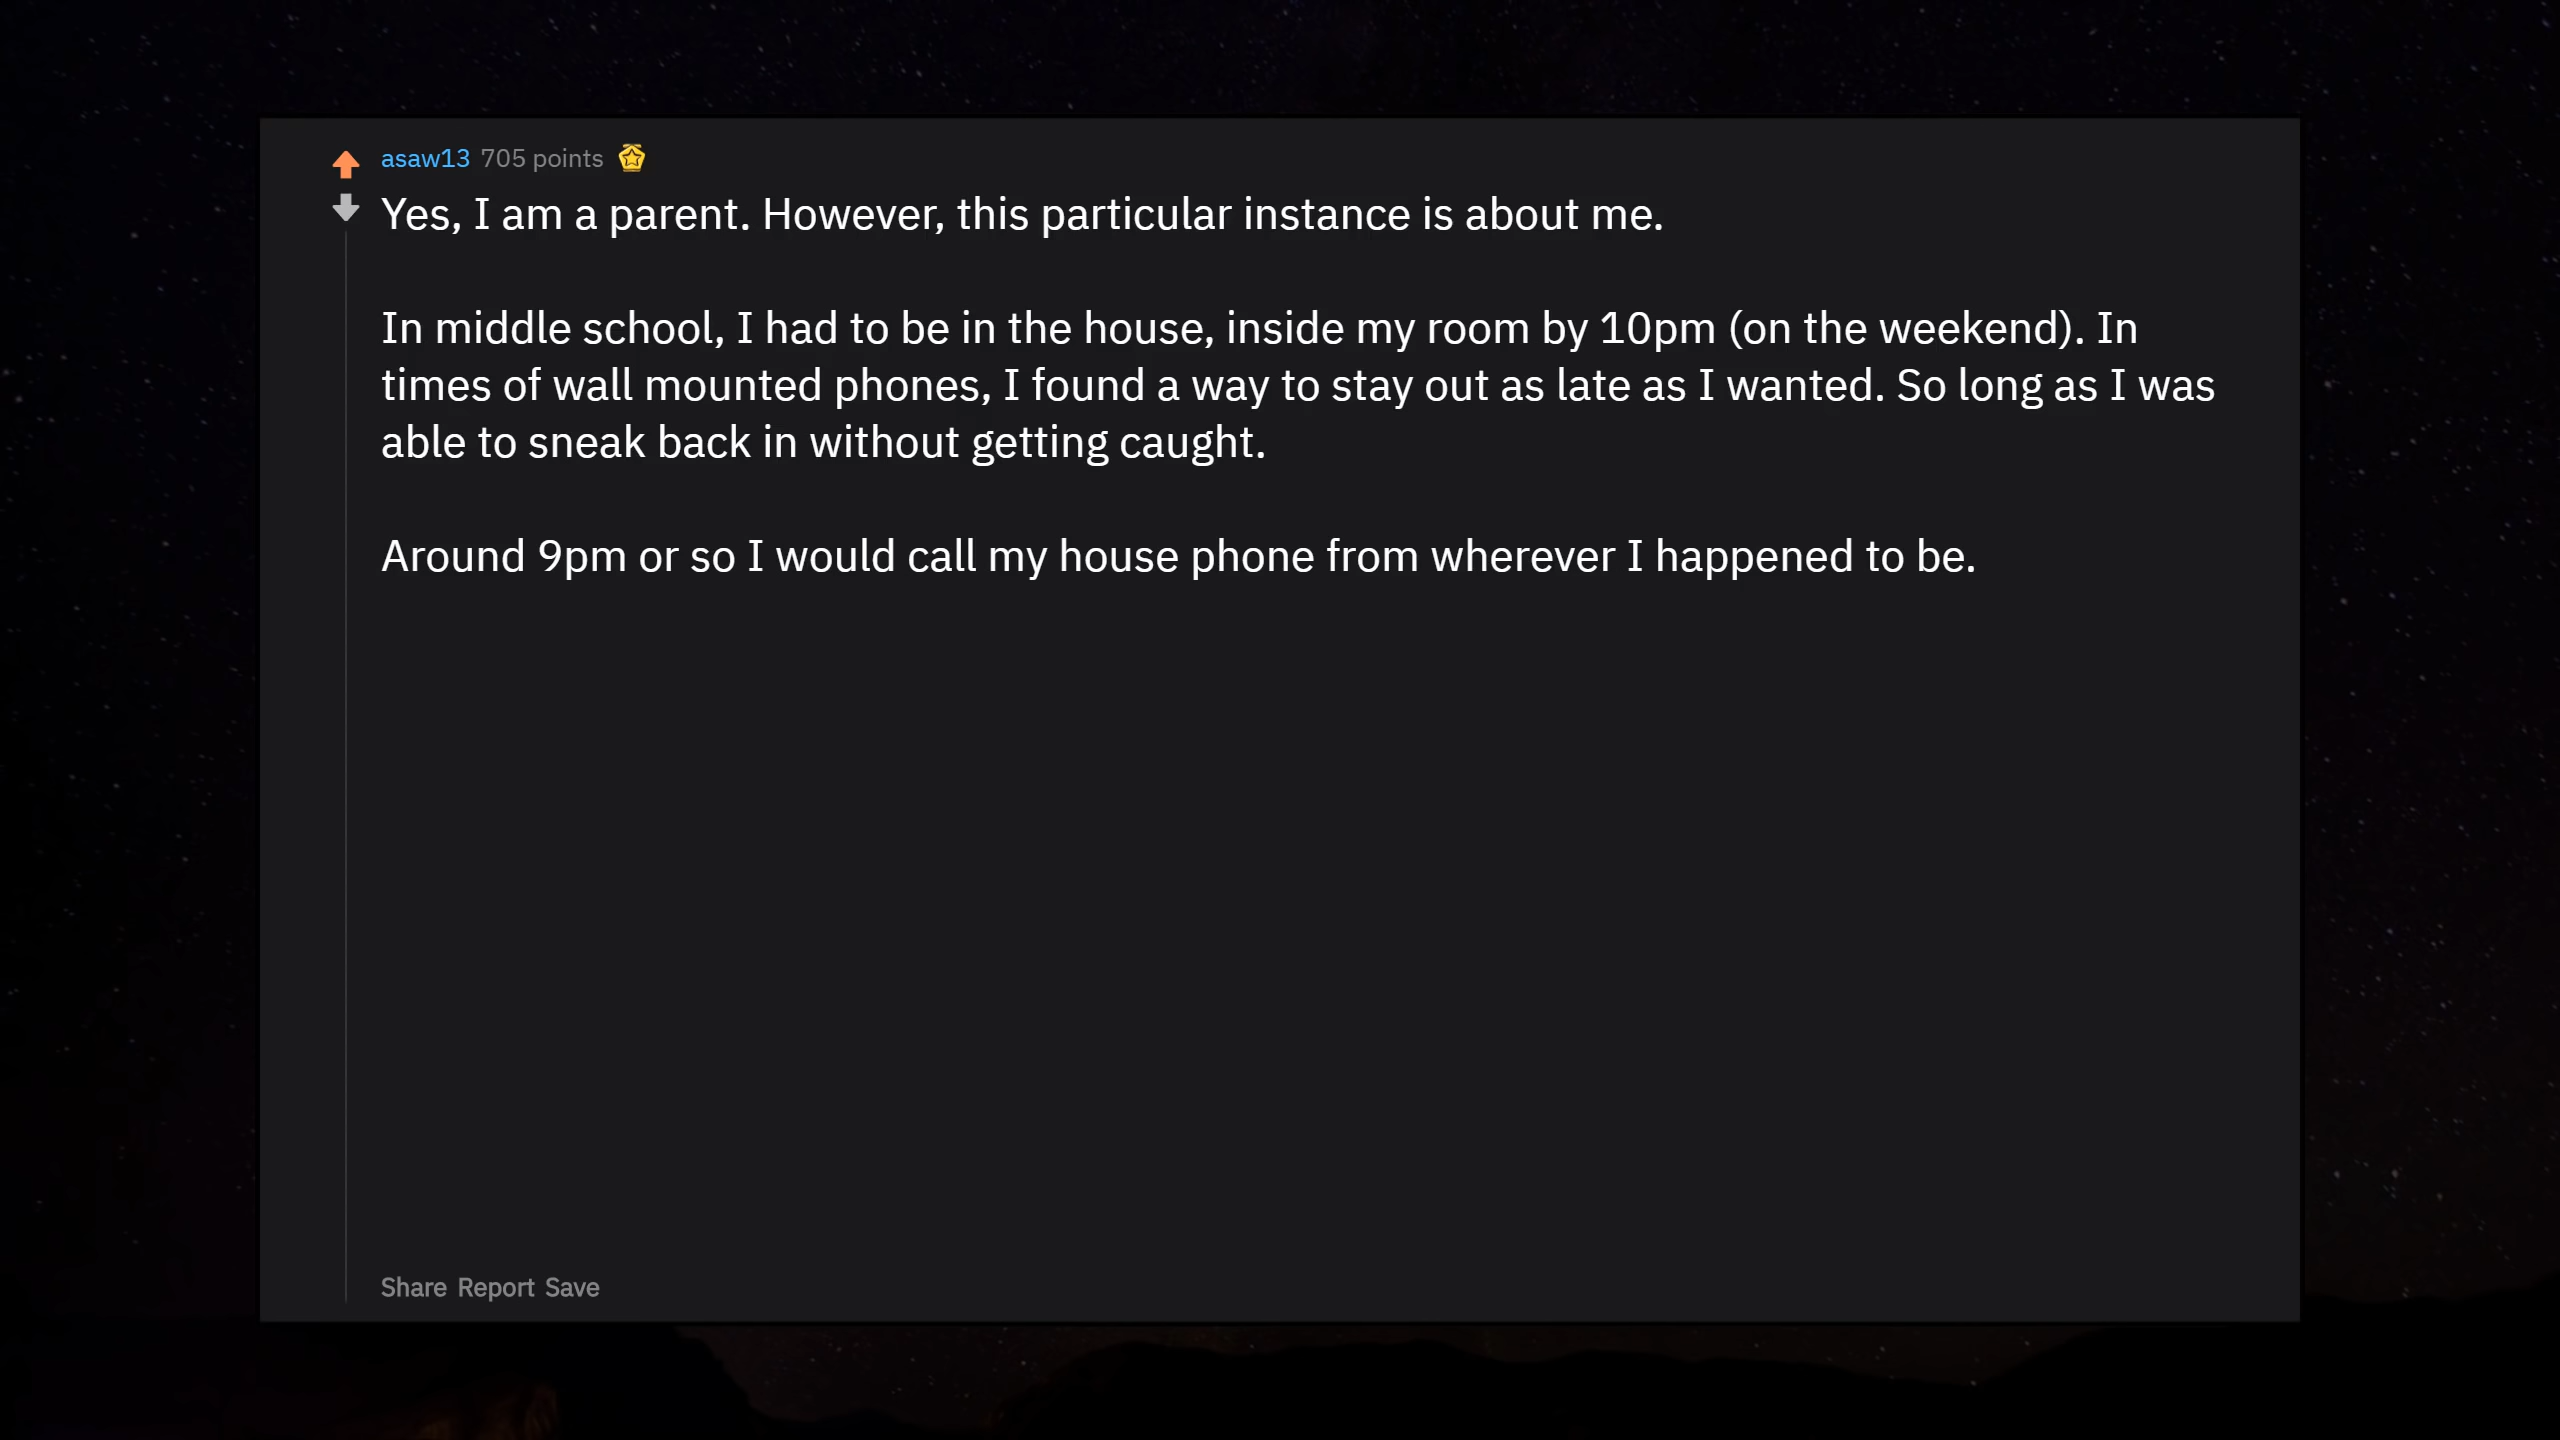 asaw13 705 points
Yes, I am a parent. However, this particular instance is about me.
In middle school, I had to be in the house, inside my room by 10pm (on the weekend). In
times of wall mounted phones, I found a way to stay out as late as I wanted. So long as I was
able to sneak back in without getting caught.
Around 9pm or so I would call my house phone from wherever I happened to be.
Share Report Save